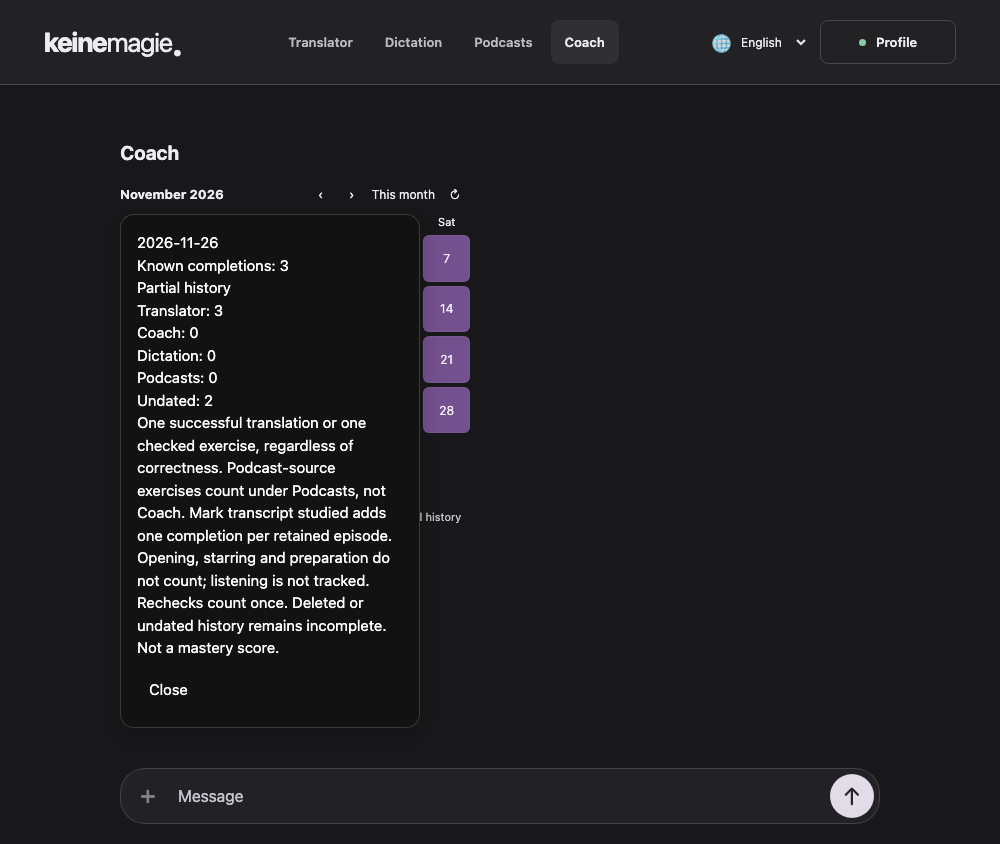 keinemagie.
Translator Dictation Podcasts Coach
English
Profile
Coach
November 2026 ‹ › This month ↻
Sat
7
14
21
28
2026-11-26
Known completions: 3
Partial history
Translator: 3
Coach: 0
Dictation: 0
Podcasts: 0
Undated: 2
One successful translation or one
checked exercise, regardless of
correctness. Podcast-source
exercises count under Podcasts, not
Coach. Mark transcript studied adds
one completion per retained episode.
Opening, starring and preparation do
not count; listening is not tracked.
Rechecks count once. Deleted or
undated history remains incomplete.
Not a mastery score.
Close
l history
+ Message